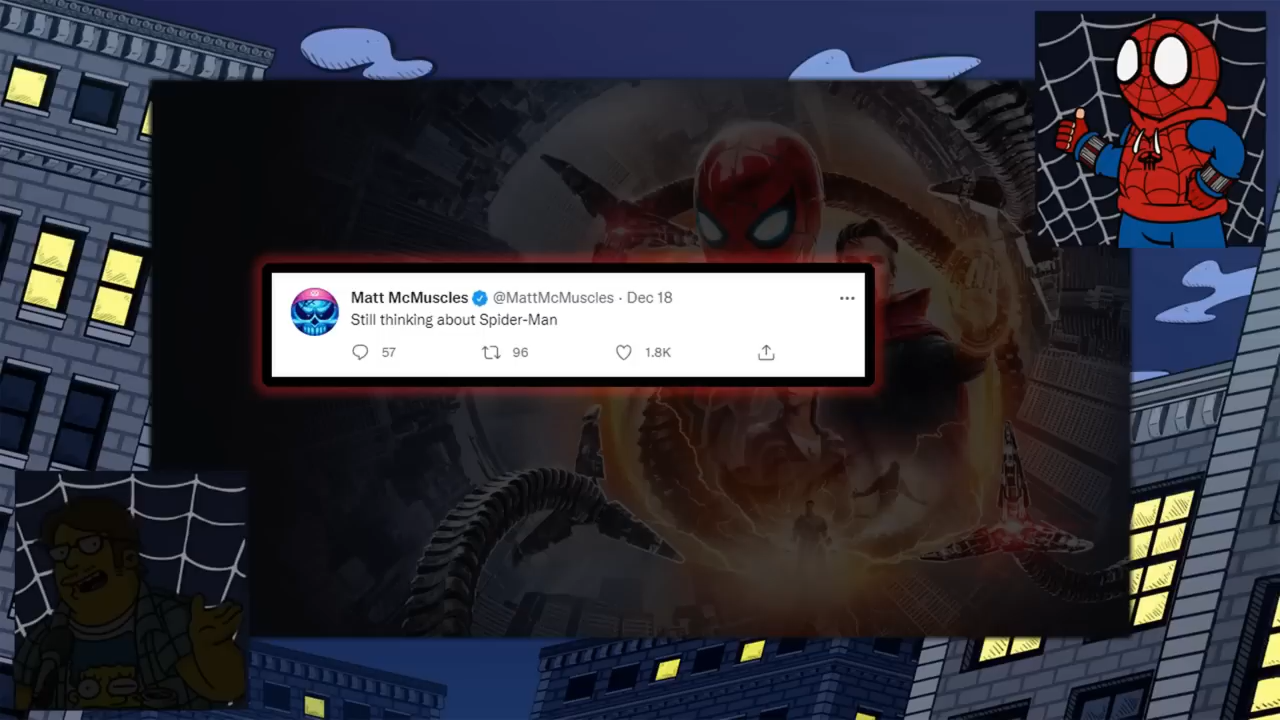 Matt McMuscles @MattMcMuscles · Dec 18
Still thinking about Spider-Man
57 96 1.8K